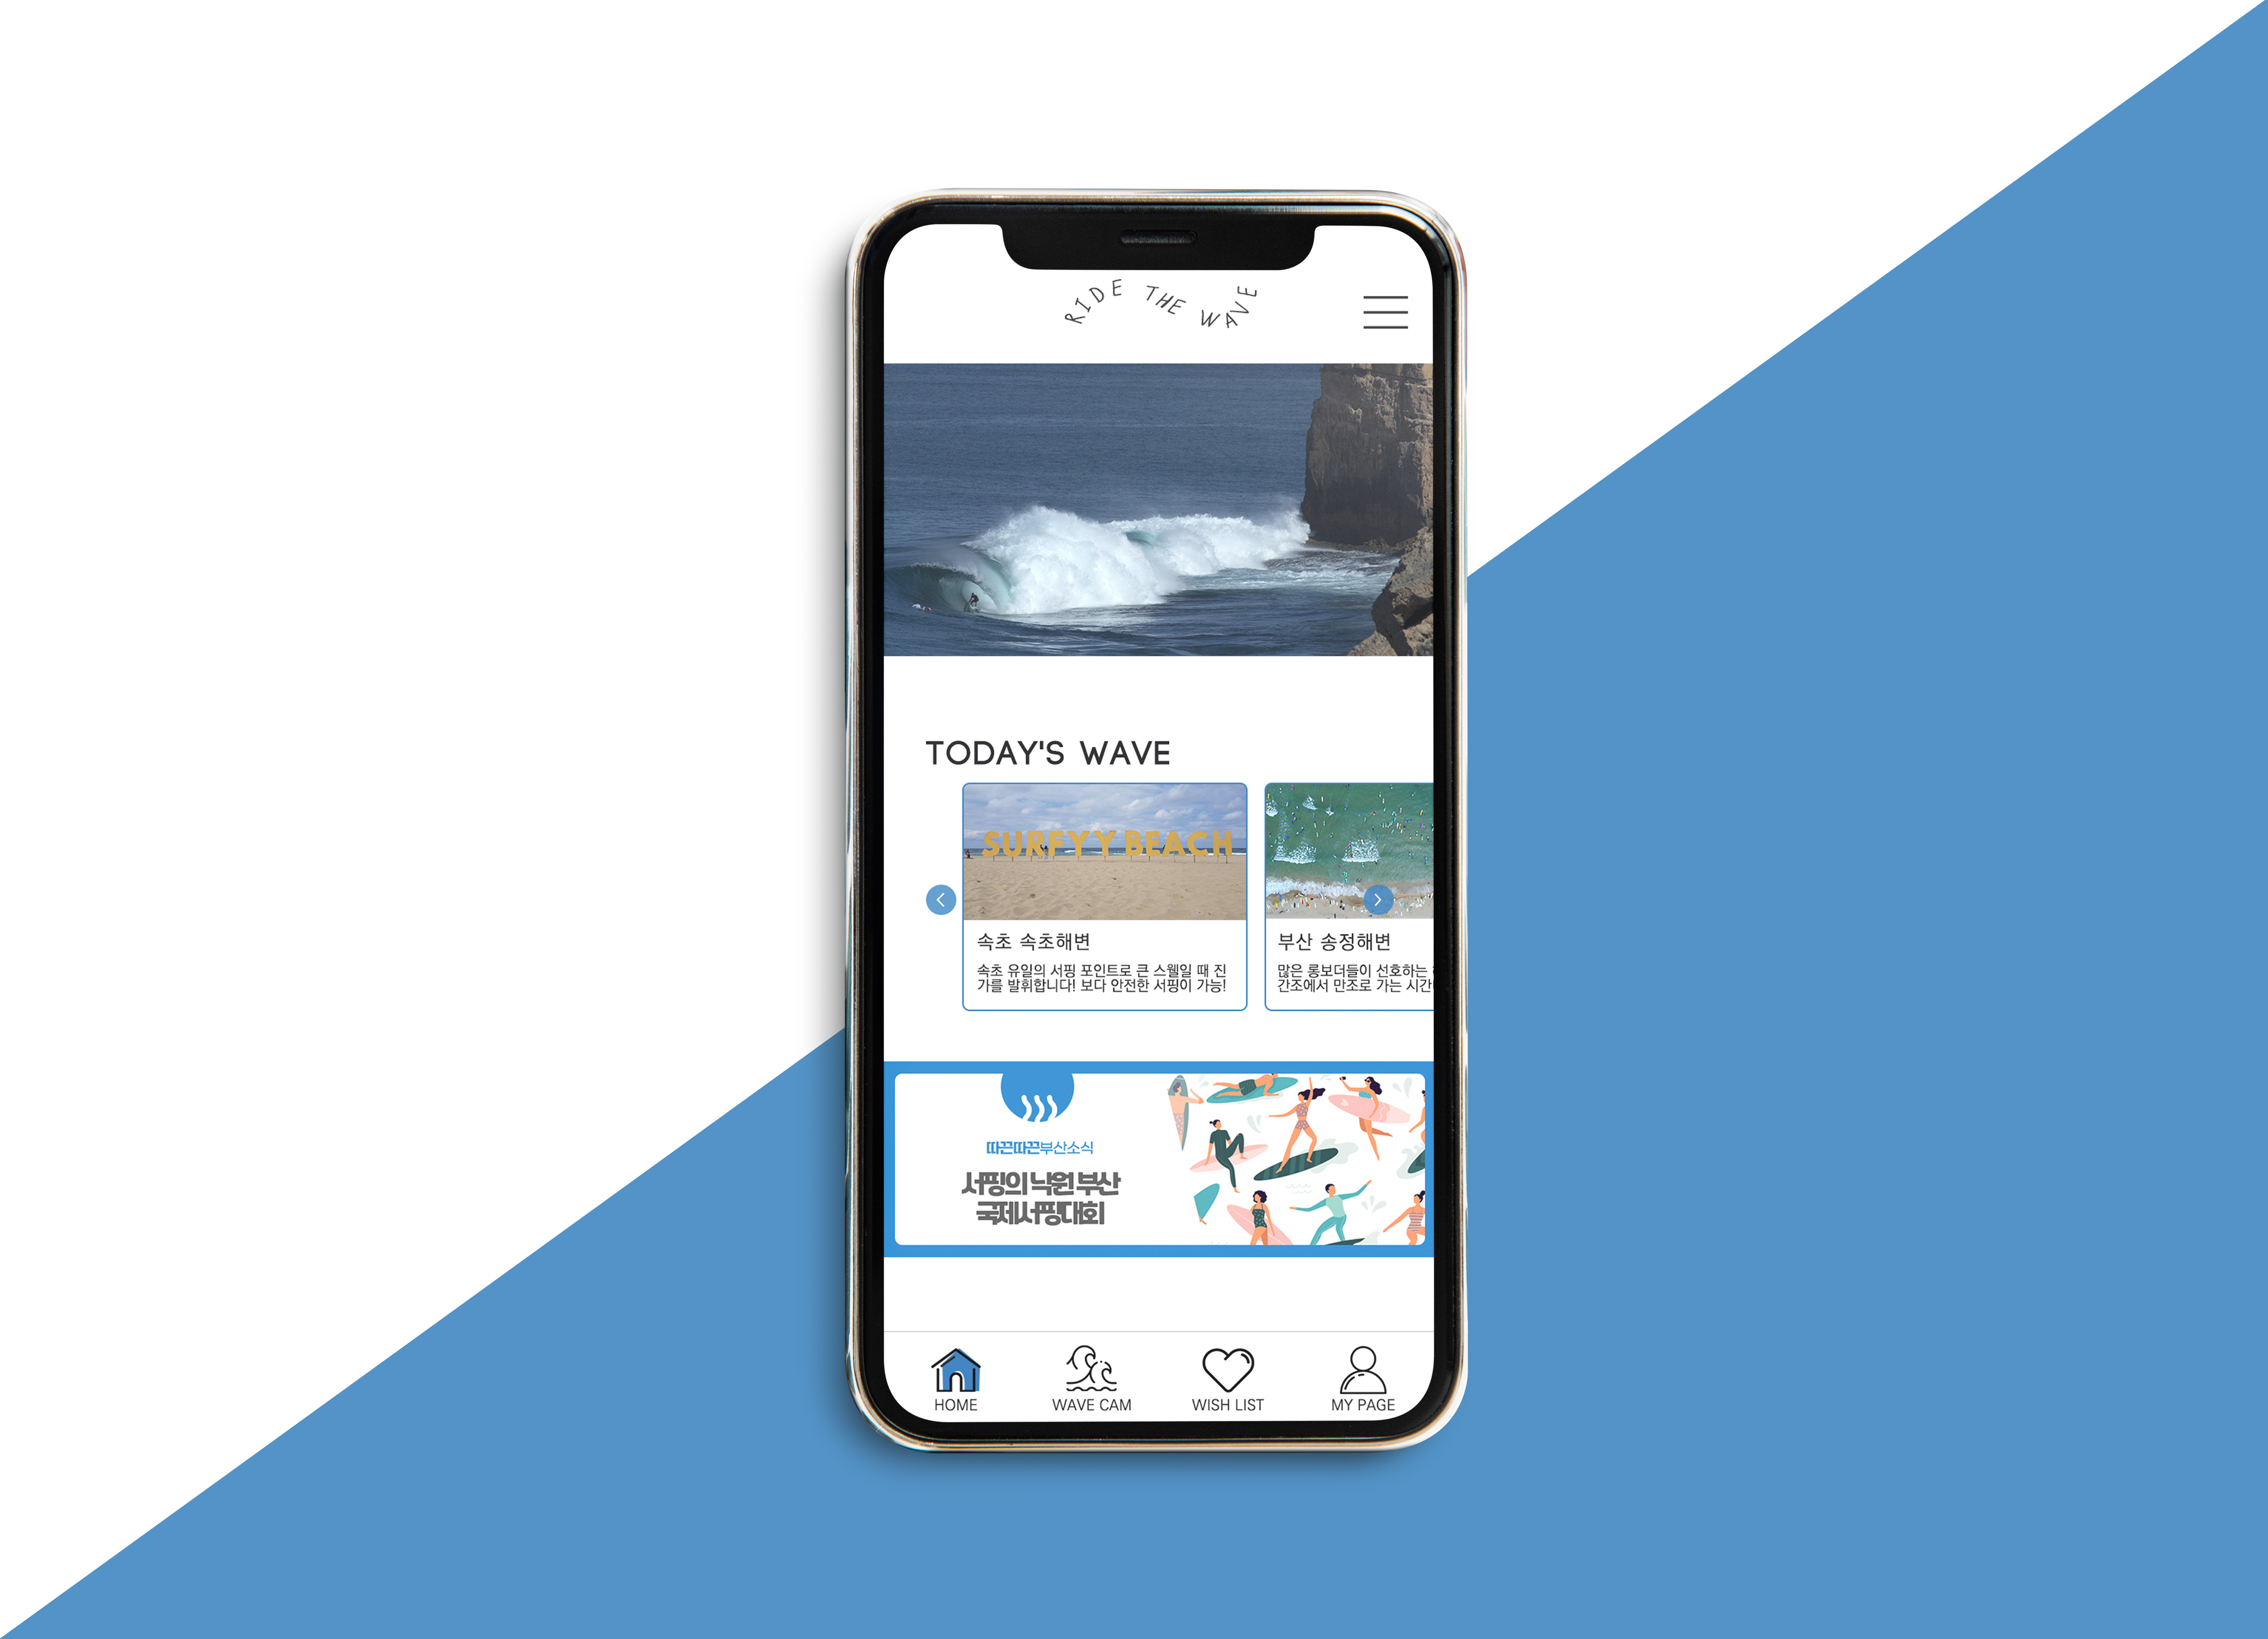 RIDE THE WAVE
TODAY'S WAVE
SURFYY BEACH
속초 속초해변
속초 유일의 서핑 포인트로 큰 스웰일 때 진
가를 발휘합니다! 보다 안전한 서핑이 가능!
부산 송정해변
많은 롱보더들이 선호하는
간조에서 만조로 가는 시간
따끈따끈부산소식
서핑의 낙원 부산
국제서핑대회
HOME
WAVE CAM
WISH LIST
MY PAGE